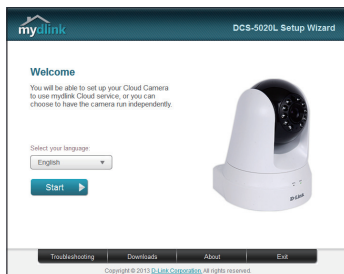 mydlink
DCS-5020L Setup Wizard
Welcome
You will be able to set up your Cloud Camera
to use mydlink Cloud service, or you can
choose to have the camera run independently.
Select your language:
English
Start
D-Link
Troubleshooting
Downloads
About
Exit
Copyright © 2013 D-Link Corporation. All rights reserved.